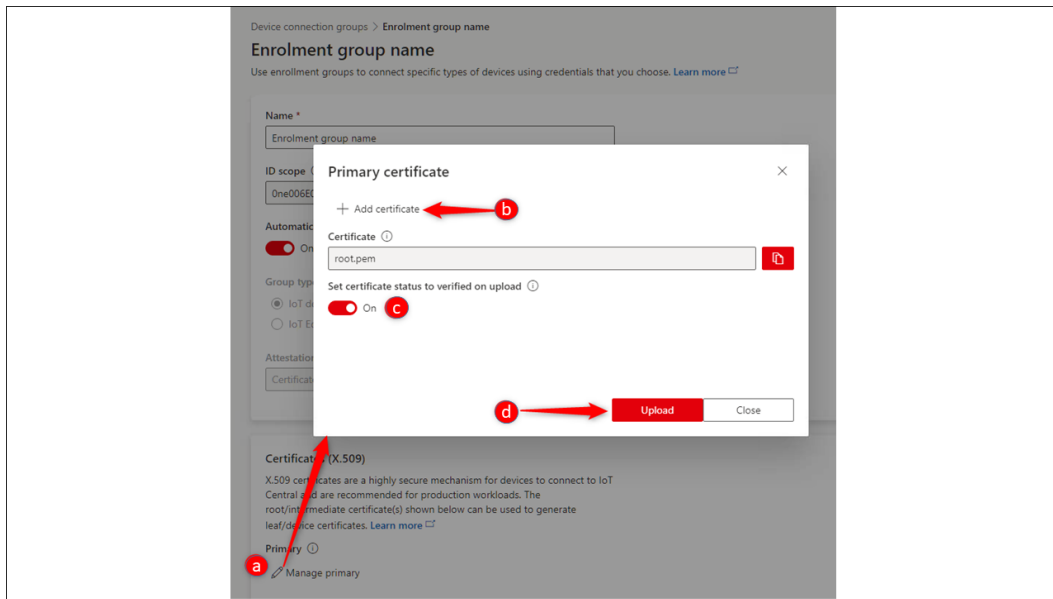 Device connection groups > Enrolment group name
Enrolment group name
Use enrollment groups to connect specific types of devices using credentials that you choose. Learn more
Name *
Enrolment group name
ID scope
0ne006E
Automatic
On
Group typ
IoT d
IoT E
Attestation
Certificat
Primary certificate
+ Add certificate
b
Certificate
root.pem
Set certificate status to verified on upload
On
c
d
Upload
Close
Certificates (X.509)
X.509 certificates are a highly secure mechanism for devices to connect to IoT
Central and are recommended for production workloads. The
root/intermediate certificate(s) shown below can be used to generate
leaf/device certificates. Learn more
Primary
a
Manage primary